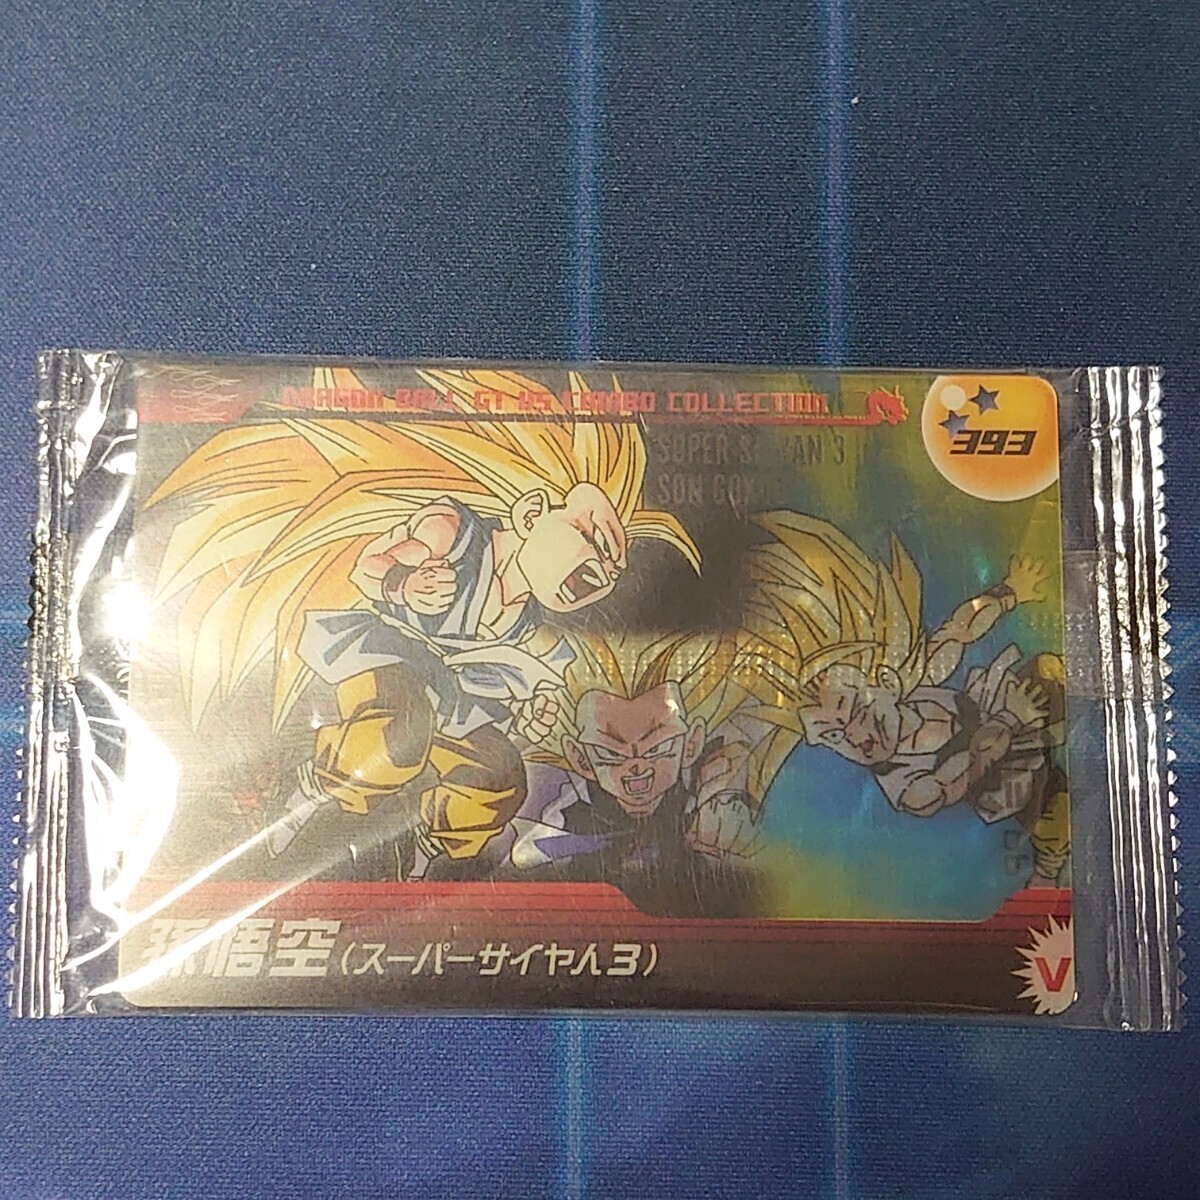 DRAGON BALL GT VS COMBO COLLECTION
393
SUPER SAIYAN 3
SON GOKU
孫悟空(スーパーサイヤ人3)
V